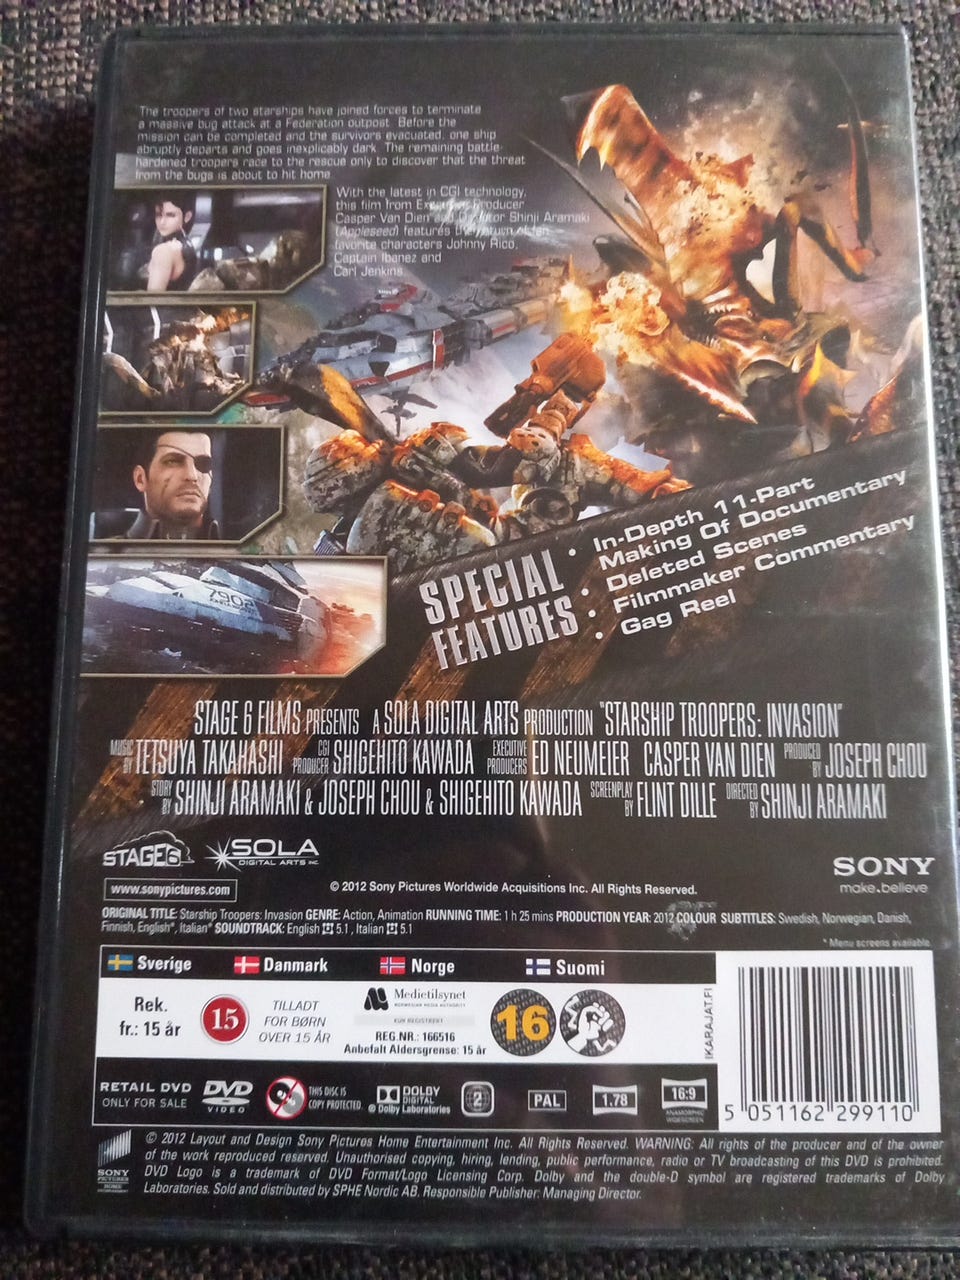 The troopers of two starships have joined forces to terminate
a massive bug attack at a Federation outpost. Before the
mission can be completed and the survivors evacuated, one ship
abruptly departs and goes inexplicably dark. The remaining battle-
hardened troopers race to the rescue only to discover that the threat
from the bugs is about to hit home.
With the latest in CGI technology,
this film from Executive Producer
Casper Van Dien and Director Shinji Aramaki
(Appleseed) features the return of fan
favorite characters Johnny Rico,
Captain Ibanez and
Carl Jenkins.
7902
SPECIAL
FEATURES
• In-Depth 11-Part
Making Of Documentary
• Deleted Scenes
• Filmmaker Commentary
• Gag Reel
STAGE 6 FILMS PRESENTS A SOLA DIGITAL ARTS PRODUCTION "STARSHIP TROOPERS: INVASION"
MUSIC BY TETSUYA TAKAHASHI CGI PRODUCER SHIGEHITO KAWADA EXECUTIVE PRODUCERS ED NEUMEIER CASPER VAN DIEN PRODUCED BY JOSEPH CHOU
STORY BY SHINJI ARAMAKI & JOSEPH CHOU & SHIGEHITO KAWADA SCREENPLAY BY FLINT DILLE DIRECTED BY SHINJI ARAMAKI
STAGE 6 SOLA DIGITAL ARTS INC.
SONY
make.believe
www.sonypictures.com
© 2012 Sony Pictures Worldwide Acquisitions Inc. All Rights Reserved.
ORIGINAL TITLE: Starship Troopers: Invasion GENRE: Action, Animation RUNNING TIME: 1 h 25 mins PRODUCTION YEAR: 2012 COLOUR SUBTITLES: Swedish, Norwegian, Danish,
Finnish, English*, Italian* SOUNDTRACK: English 5.1, Italian 5.1
* Menu screens available
Sverige Danmark Norge Suomi
Rek.
fr.: 15 år
15
TILLADT
FOR BØRN
OVER 15 ÅR
Medietilsynet
NORWEGIAN MEDIA AUTHORITY
KUN REGISTRERT
REG.NR.: 166516
Anbefalt Aldersgrense: 15 år
16
IKARAJAT.FI
5 051162 299110
RETAIL DVD
ONLY FOR SALE
DVD
VIDEO
THIS DISC IS
COPY PROTECTED.
DOLBY
DIGITAL
© Dolby Laboratories
2
PAL
1.78
16:9
ANAMORPHIC
WIDESCREEN
SONY
PICTURES
HOME
ENTERTAINMENT
© 2012 Layout and Design Sony Pictures Home Entertainment Inc. All Rights Reserved. WARNING: All rights of the producer and of the owner
of the work reproduced reserved. Unauthorised copying, hiring, lending, public performance, radio or TV broadcasting of this DVD is prohibited.
DVD Logo is a trademark of DVD Format/Logo Licensing Corp. Dolby and the double-D symbol are registered trademarks of Dolby
Laboratories. Sold and distributed by SPHE Nordic AB. Responsible Publisher: Managing Director.